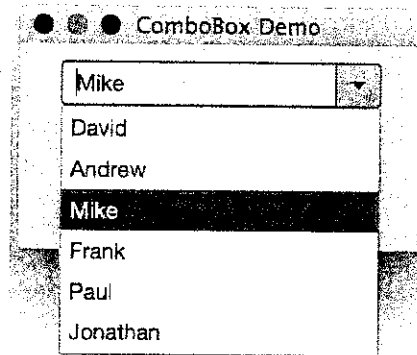 ComboBox Demo
Mike
David
Andrew
Mike
Frank
Paul
Jonathan